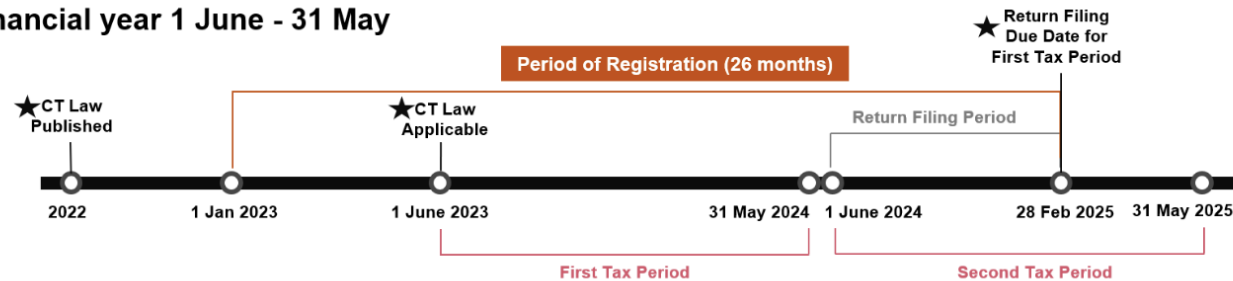 nancial year 1 June - 31 May
Return Filing
Due Date for
First Tax Period
Period of Registration (26 months)
CT Law
Published
CT Law
Applicable
Return Filing Period
2022
1 Jan 2023
1 June 2023
31 May 2024
1 June 2024
28 Feb 2025
31 May 2025
First Tax Period
Second Tax Period